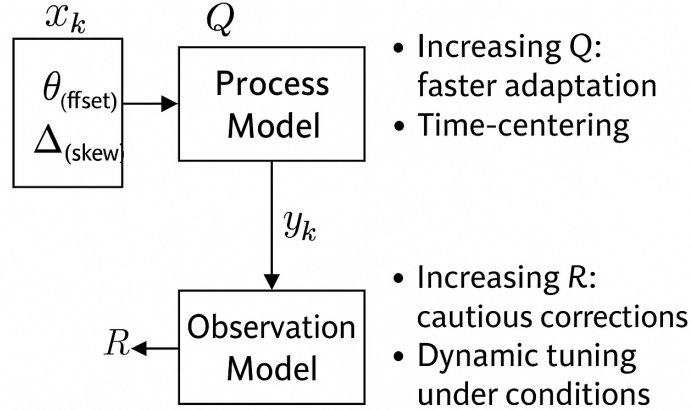 x_k
θ(ffset)
Δ(skew)
Q
Process
Model
• Increasing Q:
faster adaptation
• Time-centering
y_k
Observation
Model
R
• Increasing R:
cautious corrections
• Dynamic tuning
under conditions